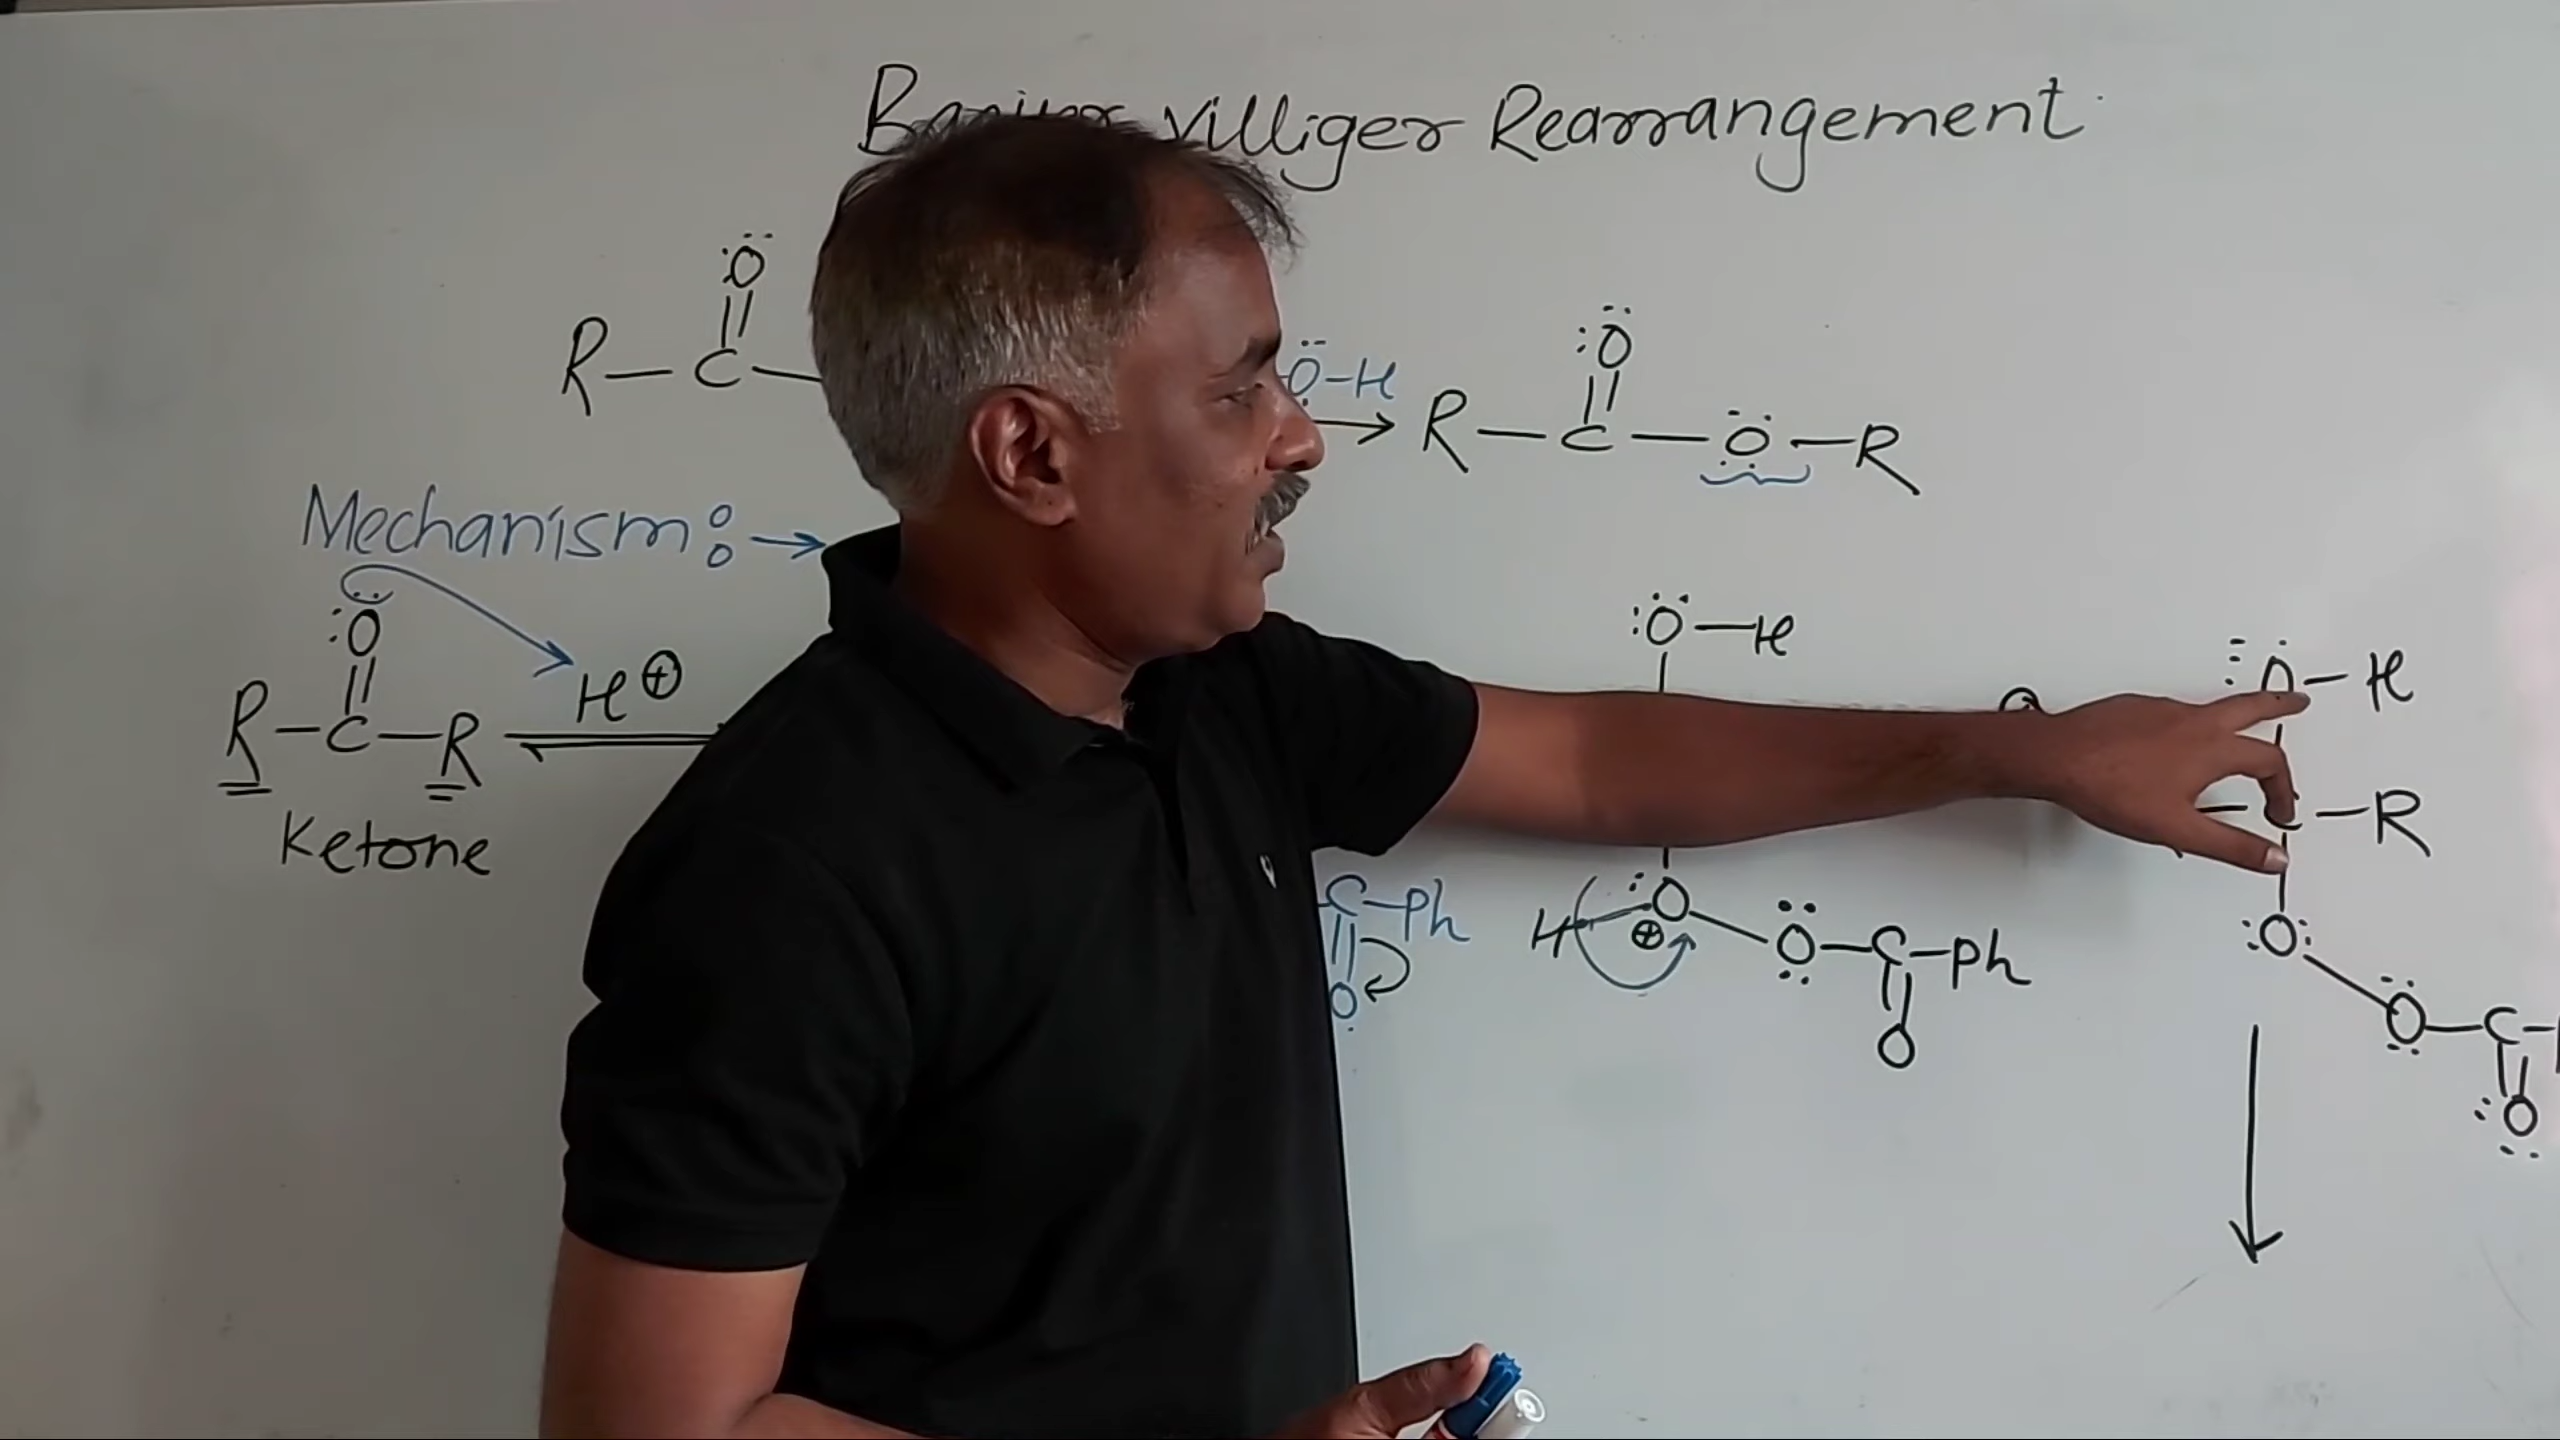 Villiger Rearrangement
:Ö
R—C—
Ö-H
:Ö
R—C—Ö—R
Mechanism: →
:Ö
R—C—R
H⊕
Ketone
:Ö—H
C—Ph
O
H—O
⊕
O—C—Ph
O
O—H
C—R
:O:
O—C
O